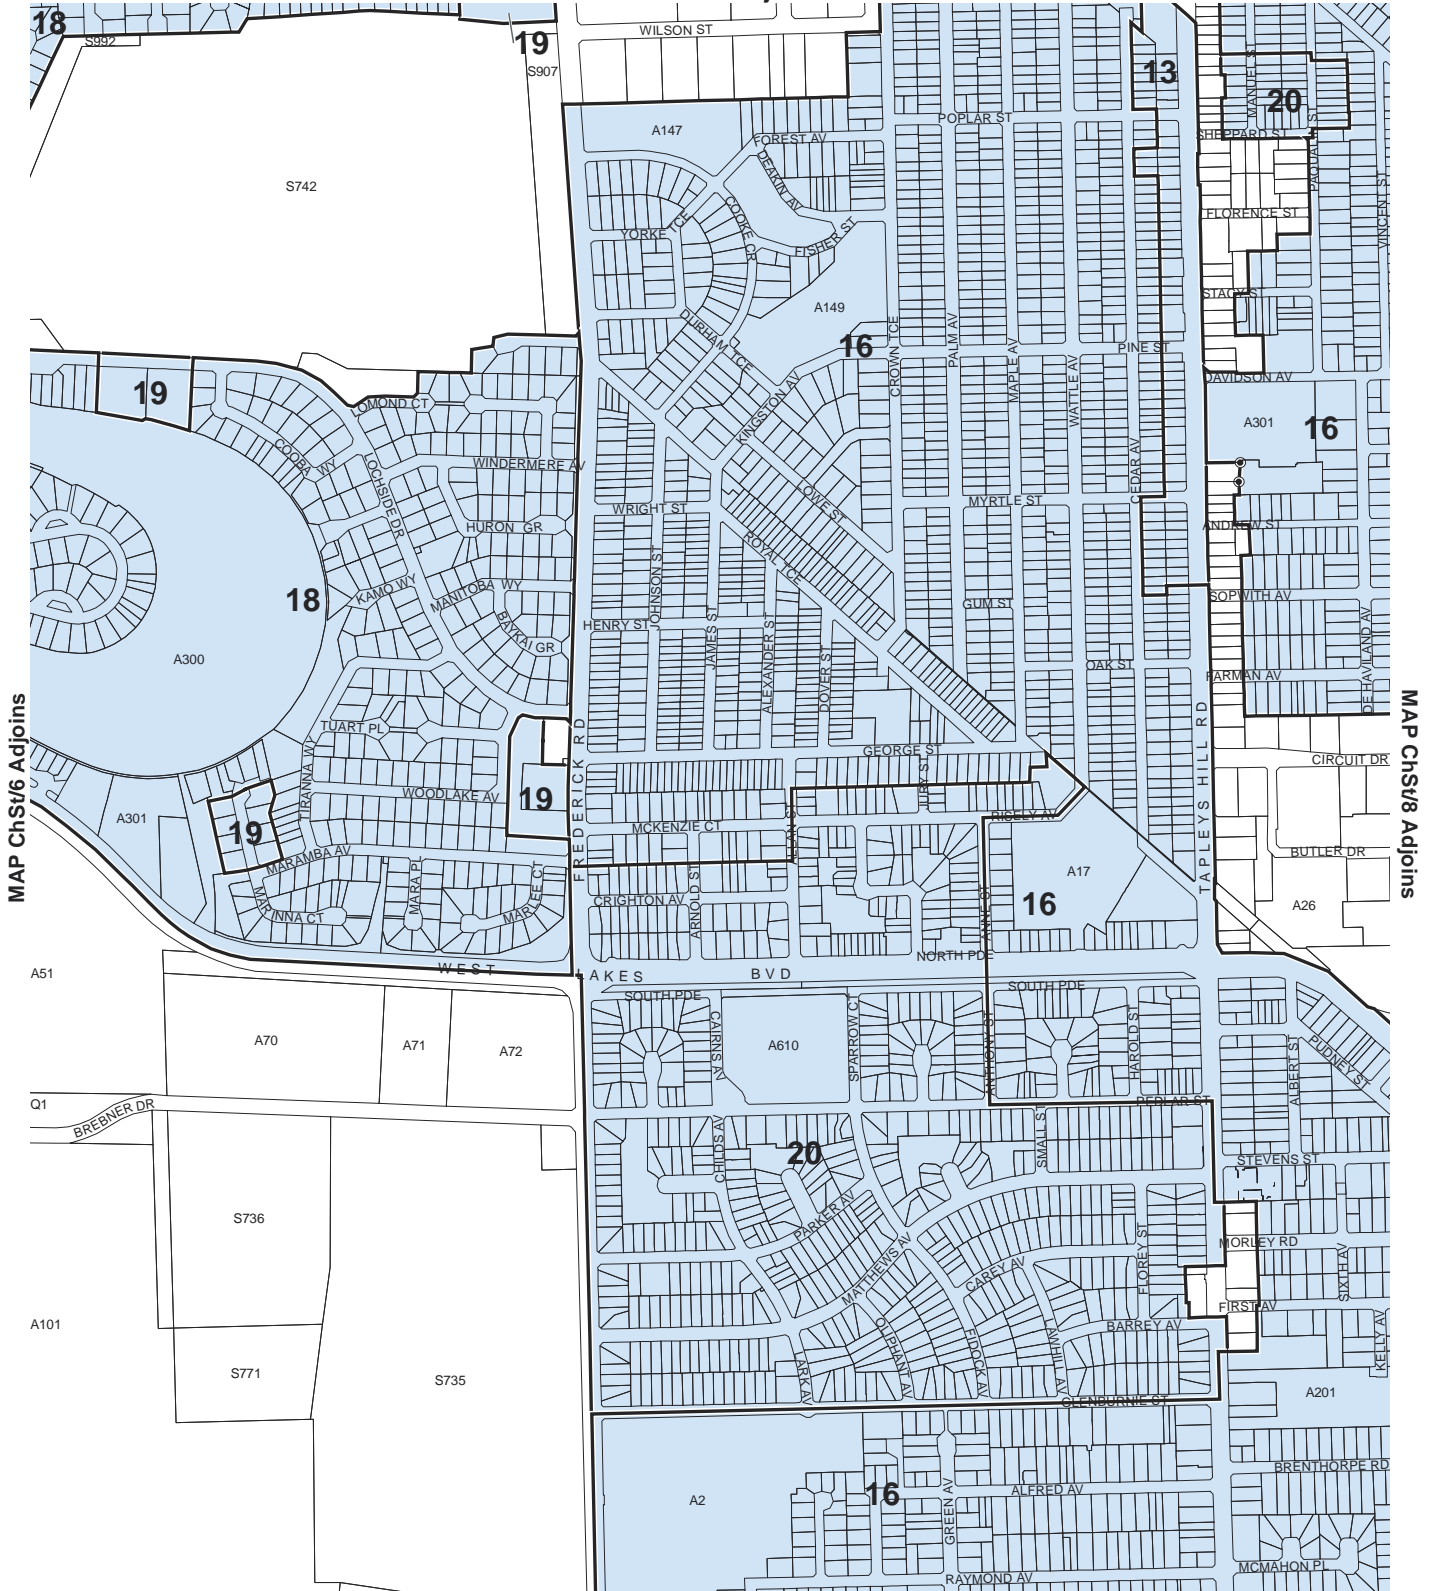 18
S992
19
S907
WILSON ST
13
MANUEL ST
20
SHEPPARD ST
A147
POPLAR ST
FOREST AV
DEAKIN AV
S742
COOKE CR
YORKE TCE
FISHER ST
FLORENCE ST
VINCENT ST
STACY ST
A149
DURHAM TCE
16
CROWN TCE
PALM AV
MAPLE AV
WATTLE AV
PINE ST
DAVIDSON AV
19
LOMOND CT
KINGSTON AV
A301
16
COOBA WY
LOCHSIDE DR
WINDERMERE AV
CEDAR AV
LOWE ST
MYRTLE ST
WRIGHT ST
HURON GR
ANDREW ST
ROYAL TCE
JOHNSON ST
KAMO WY
MANITOBA WY
18
BAYKAI GR
HENRY ST
JAMES ST
ALEXANDER ST
DOVER ST
GUM ST
SOPWITH AV
DE HAVILAND AV
A300
OAK ST
FARMAN AV
MAP ChSt/6 Adjoins
MAP ChSt/8 Adjoins
TUART PL
TIRANNA WY
FREDERICK RD
GEORGE ST
TAPLEYS HILL RD
CIRCUIT DR
WOODLAKE AV
19
JURY ST
RISELY AV
A301
19
MCKENZIE CT
ALLAN ST
MARAMBA AV
BUTLER DR
A17
MARINNA CT
MARA PL
MARLEE CT
CRIGHTON AV
ARNOLD ST
ANNE ST
16
A26
NORTH PDE
A51
WEST LAKES BVD
SOUTH PDE
SOUTH PDE
CAIRNS AV
SPARROW CT
ANTHONY ST
HAROLD ST
A70
A71
A72
A610
ALBERT ST
PUDNEY ST
Q1
BREBNER DR
PEDLAR ST
CHILDS AV
20
SMALL ST
STEVENS ST
S736
PARKER AV
MATTHEWS AV
FLOREY ST
MORLEY RD
CAREY AV
SIXTH AV
FIRST AV
A101
BARREY AV
OLIPHANT AV
FIDOCK AV
LAWHILL AV
KELLY AV
S771
S735
ARK AV
GLENBURNIE ST
A201
BRENTHORPE RD
A2
16
GREEN AV
ALFRED AV
RAYMOND AV
MCMAHON PL